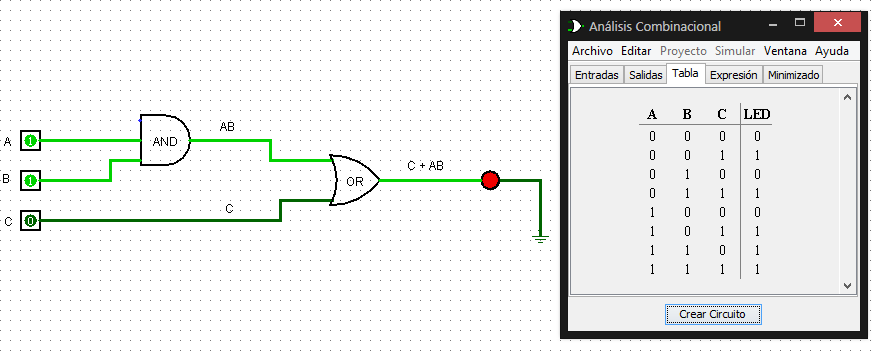 A
1
AND
AB
B
1
C
0
C
OR
C + AB
Análisis Combinacional
Archivo Editar Proyecto Simular Ventana Ayuda
Entradas Salidas Tabla Expresión Minimizado
A B C LED
0 0 0 0
0 0 1 1
0 1 0 0
0 1 1 1
1 0 0 0
1 0 1 1
1 1 0 1
1 1 1 1
Crear Circuito